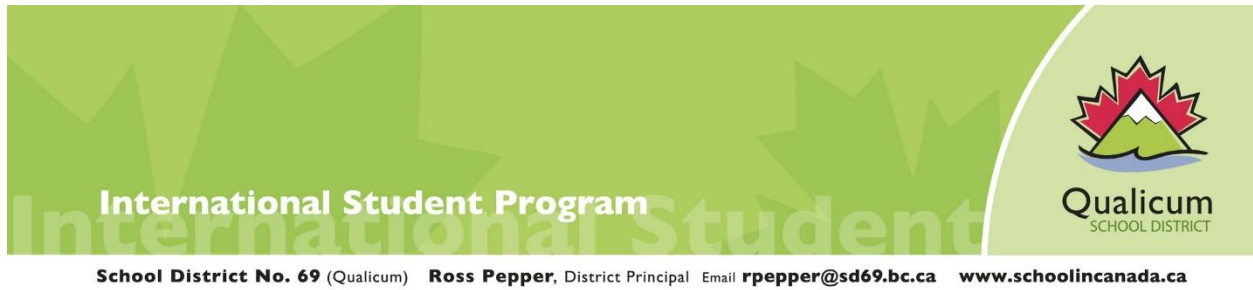 International Student Program
International Student
Qualicum
SCHOOL DISTRICT
School District No. 69 (Qualicum) Ross Pepper, District Principal Email rpepper@sd69.bc.ca www.schoolincanada.ca